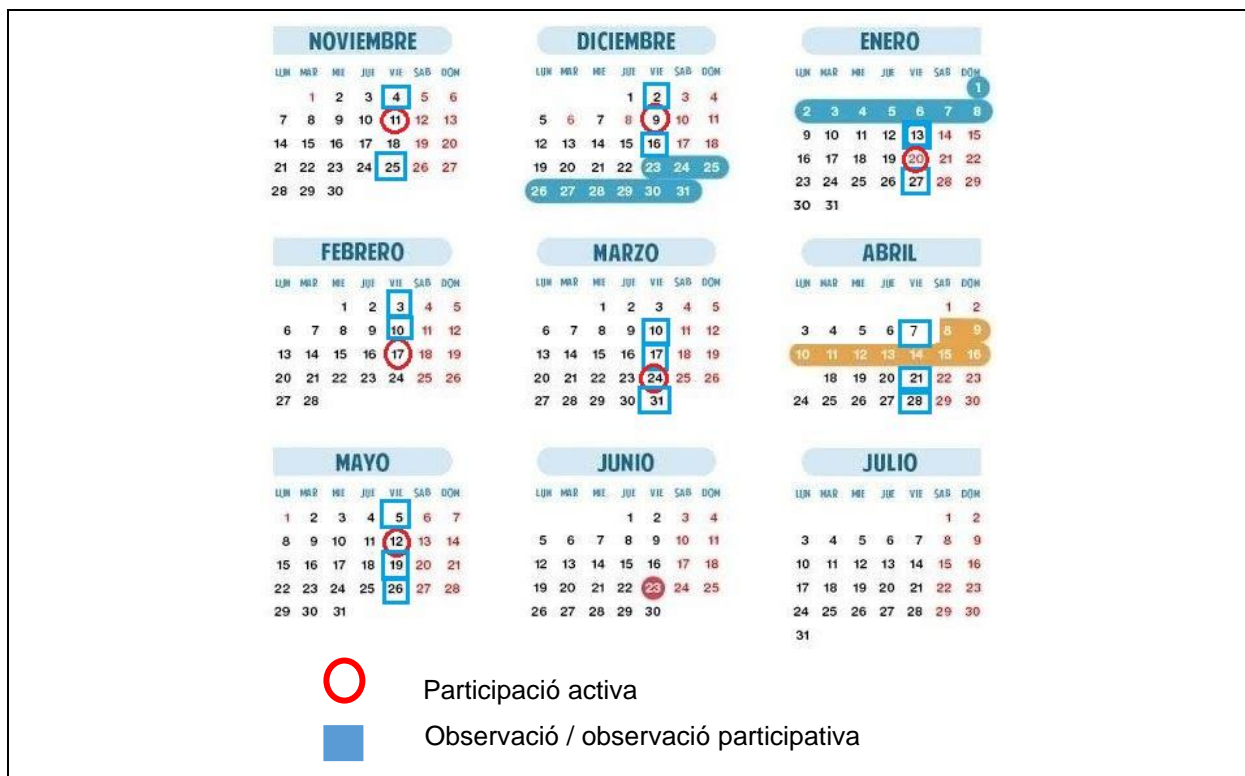 NOVIEMBRE
LUN MAR MIE JUE VIE SAB DOM
1 2 3 4 5 6
7 8 9 10 11 12 13
14 15 16 17 18 19 20
21 22 23 24 25 26 27
28 29 30
DICIEMBRE
LUN MAR MIE JUE VIE SAB DOM
1 2 3 4
5 6 7 8 9 10 11
12 13 14 15 16 17 18
19 20 21 22 23 24 25
26 27 28 29 30 31
ENERO
LUN MAR MIE JUE VIE SAB DOM
1
2 3 4 5 6 7 8
9 10 11 12 13 14 15
16 17 18 19 20 21 22
23 24 25 26 27 28 29
30 31
FEBRERO
LUN MAR MIE JUE VIE SAB DOM
1 2 3 4 5
6 7 8 9 10 11 12
13 14 15 16 17 18 19
20 21 22 23 24 25 26
27 28
MARZO
LUN MAR MIE JUE VIE SAB DOM
1 2 3 4 5
6 7 8 9 10 11 12
13 14 15 16 17 18 19
20 21 22 23 24 25 26
27 28 29 30 31
ABRIL
LUN MAR MIE JUE VIE SAB DOM
1 2
3 4 5 6 7 8 9
10 11 12 13 14 15 16
18 19 20 21 22 23
24 25 26 27 28 29 30
MAYO
LUN MAR MIE JUE VIE SAB DOM
1 2 3 4 5 6 7
8 9 10 11 12 13 14
15 16 17 18 19 20 21
22 23 24 25 26 27 28
29 30 31
JUNIO
LUN MAR MIE JUE VIE SAB DOM
1 2 3 4
5 6 7 8 9 10 11
12 13 14 15 16 17 18
19 20 21 22 23 24 25
26 27 28 29 30
JULIO
LUN MAR MIE JUE VIE SAB DOM
1 2
3 4 5 6 7 8 9
10 11 12 13 14 15 16
17 18 19 20 21 22 23
24 25 26 27 28 29 30
31
Participació activa
Observació / observació participativa